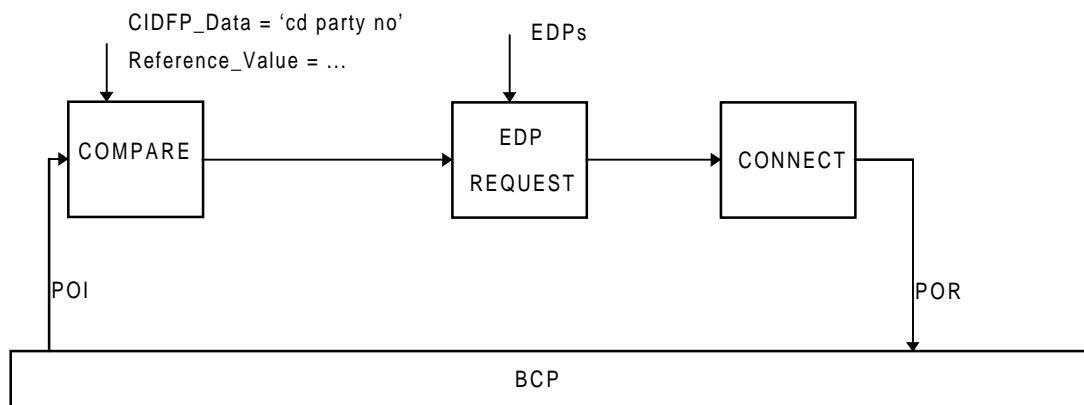 CIDFP_Data = ‘cd party no’
Reference_Value = ...
EDPs
COMPARE
EDP
REQUEST
CONNECT
POI
POR
BCP